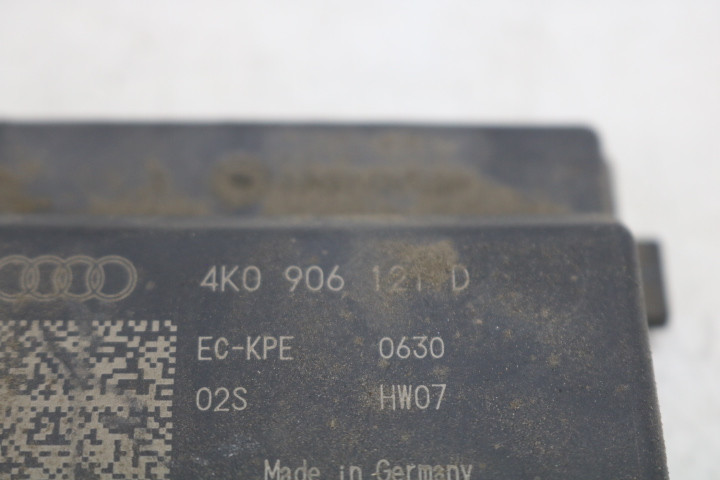 4K0 906 121 D
EC-KPE 0630
02S HW07
Made in Germany